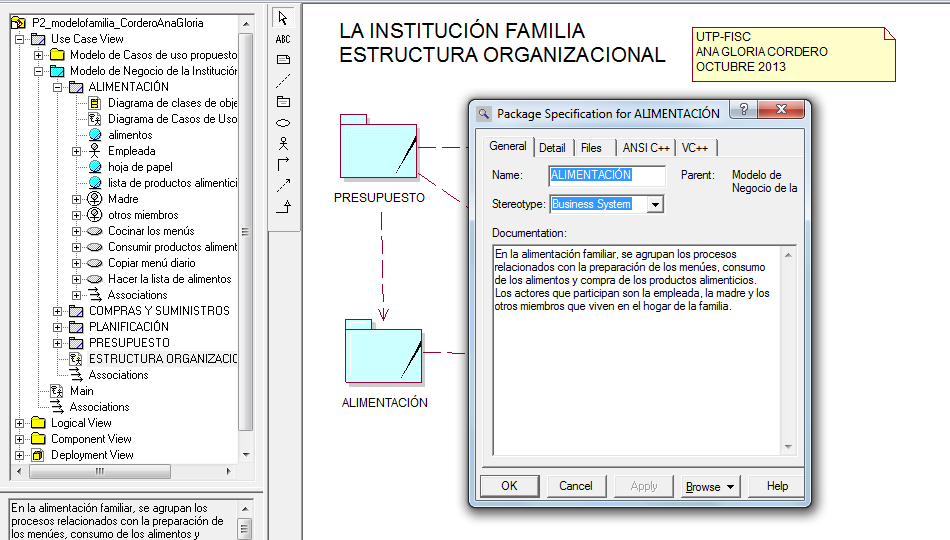 P2_modelofamilia_CorderoAnaGloria
Use Case View
Modelo de Casos de uso propuesto
Modelo de Negocio de la Institución
ALIMENTACIÓN
Diagrama de clases de obje
Diagrama de Casos de Uso
alimentos
Empleada
hoja de papel
lista de productos alimentici
Madre
otros miembros
Cocinar los menús
Consumir productos aliment
Copiar menú diario
Hacer la lista de alimentos
Associations
COMPRAS Y SUMINISTROS
PLANIFICACIÓN
PRESUPUESTO
ESTRUCTURA ORGANIZACIO
Associations
Main
Associations
Logical View
Component View
Deployment View
En la alimentación familiar, se agrupan los
procesos relacionados con la preparación de
los menúes, consumo de los alimentos y
ABC
LA INSTITUCIÓN FAMILIA
ESTRUCTURA ORGANIZACIONAL
UTP-FISC
ANA GLORIA CORDERO
OCTUBRE 2013
PRESUPUESTO
ALIMENTACIÓN
Package Specification for ALIMENTACIÓN
General Detail Files ANSI C++ VC++
Name: ALIMENTACIÓN Parent: Modelo de
Negocio de la
Stereotype: Business System
Documentation:
En la alimentación familiar, se agrupan los procesos
relacionados con la preparación de los menúes, consumo
de los alimentos y compra de los productos alimenticios.
Los actores que participan son la empleada, la madre y los
otros miembros que viven en el hogar de la familia.
OK Cancel Apply Browse Help